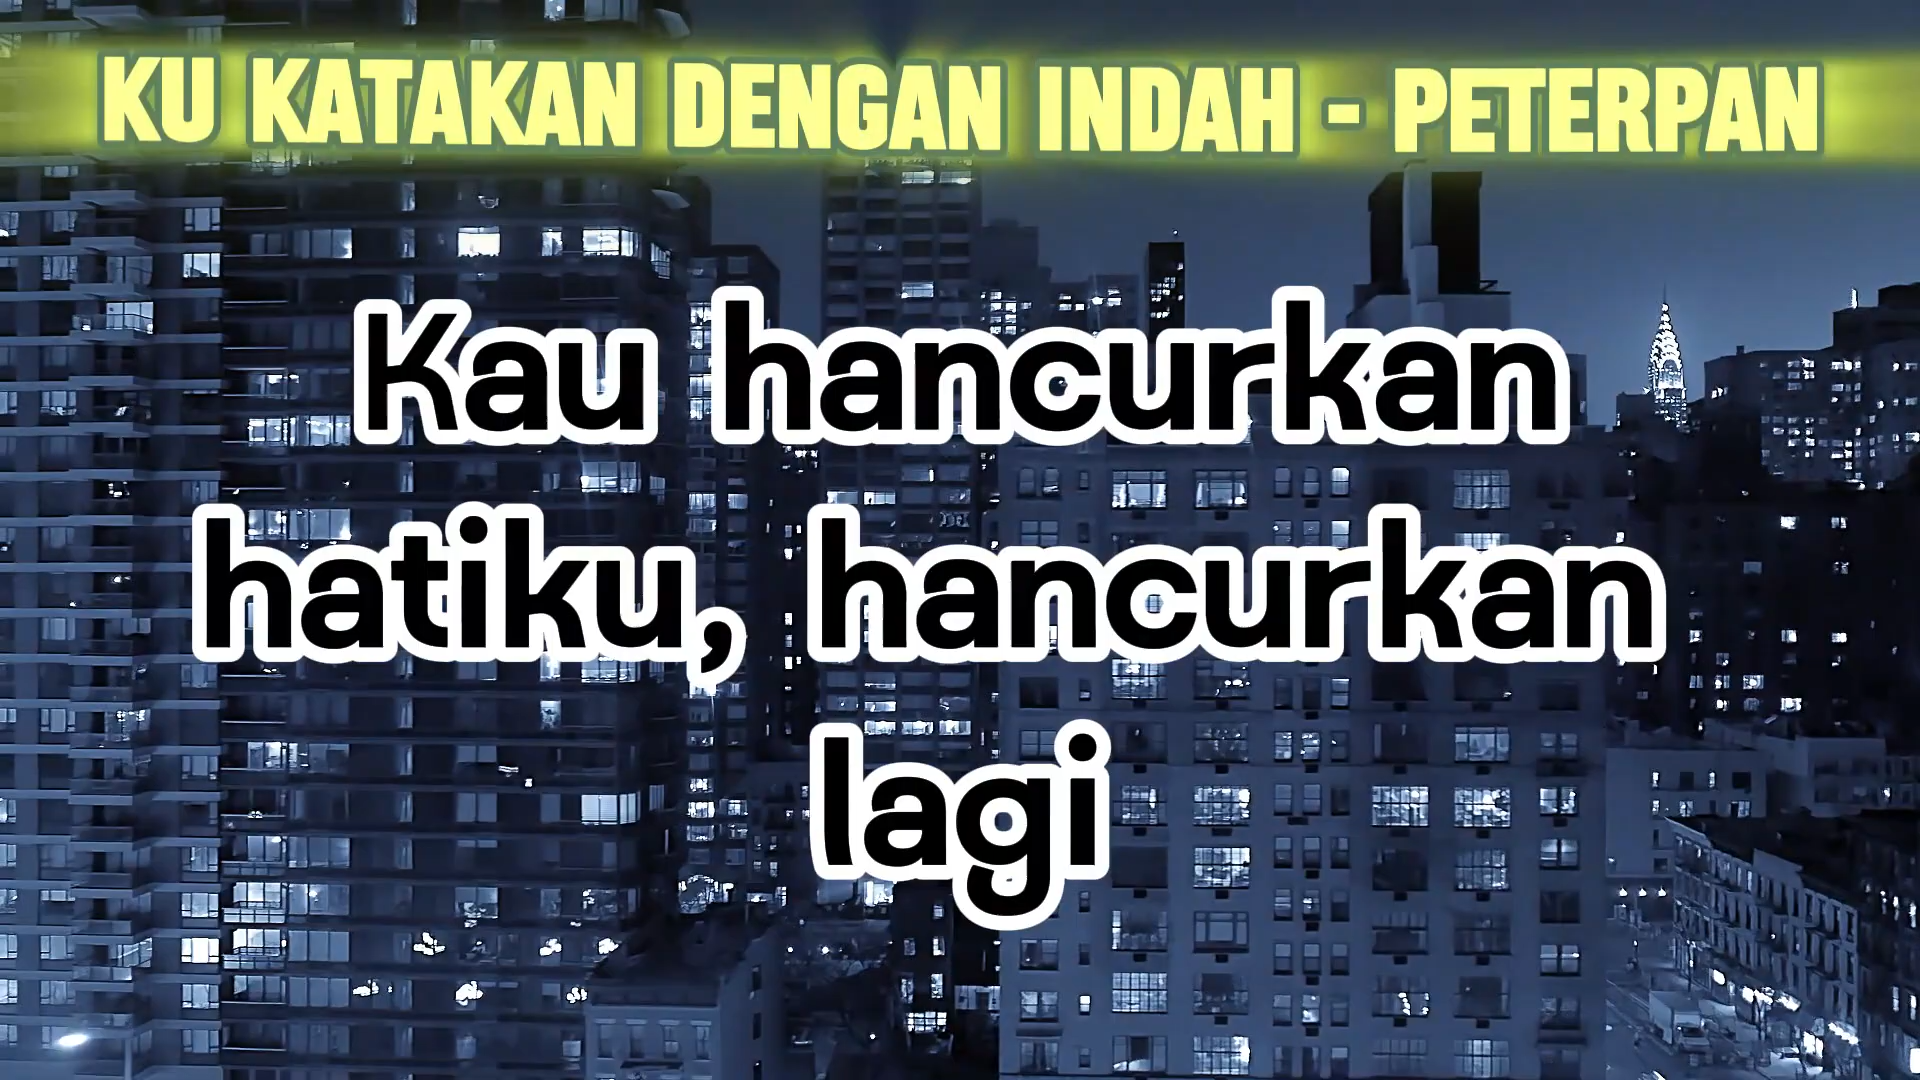 KU KATAKAN DENGAN INDAH - PETERPAN
Kau hancurkan
hatiku, hancurkan
lagi